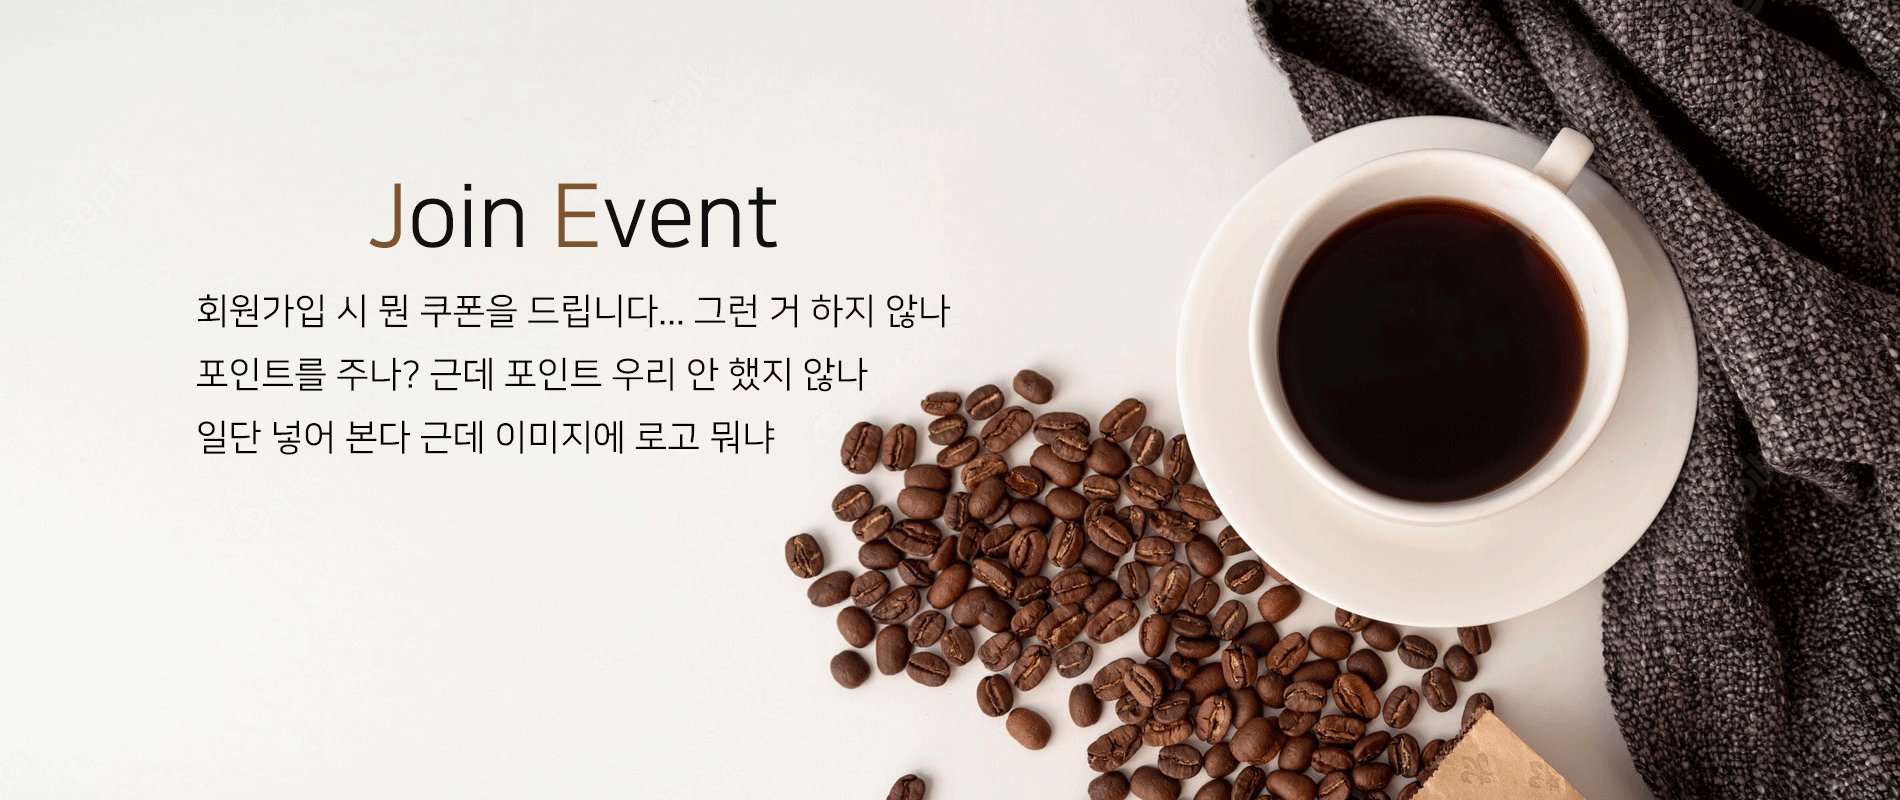 Join Event
회원가입 시 뭔 쿠폰을 드립니다... 그런 거 하지 않나
포인트를 주나? 근데 포인트 우리 안 했지 않나
일단 넣어 본다 근데 이미지에 로고 뭐냐
freepik
freepik